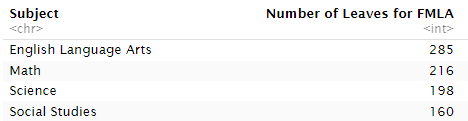 Subject Number of Leaves for FMLA
<chr> <int>
English Language Arts 285
Math 216
Science 198
Social Studies 160